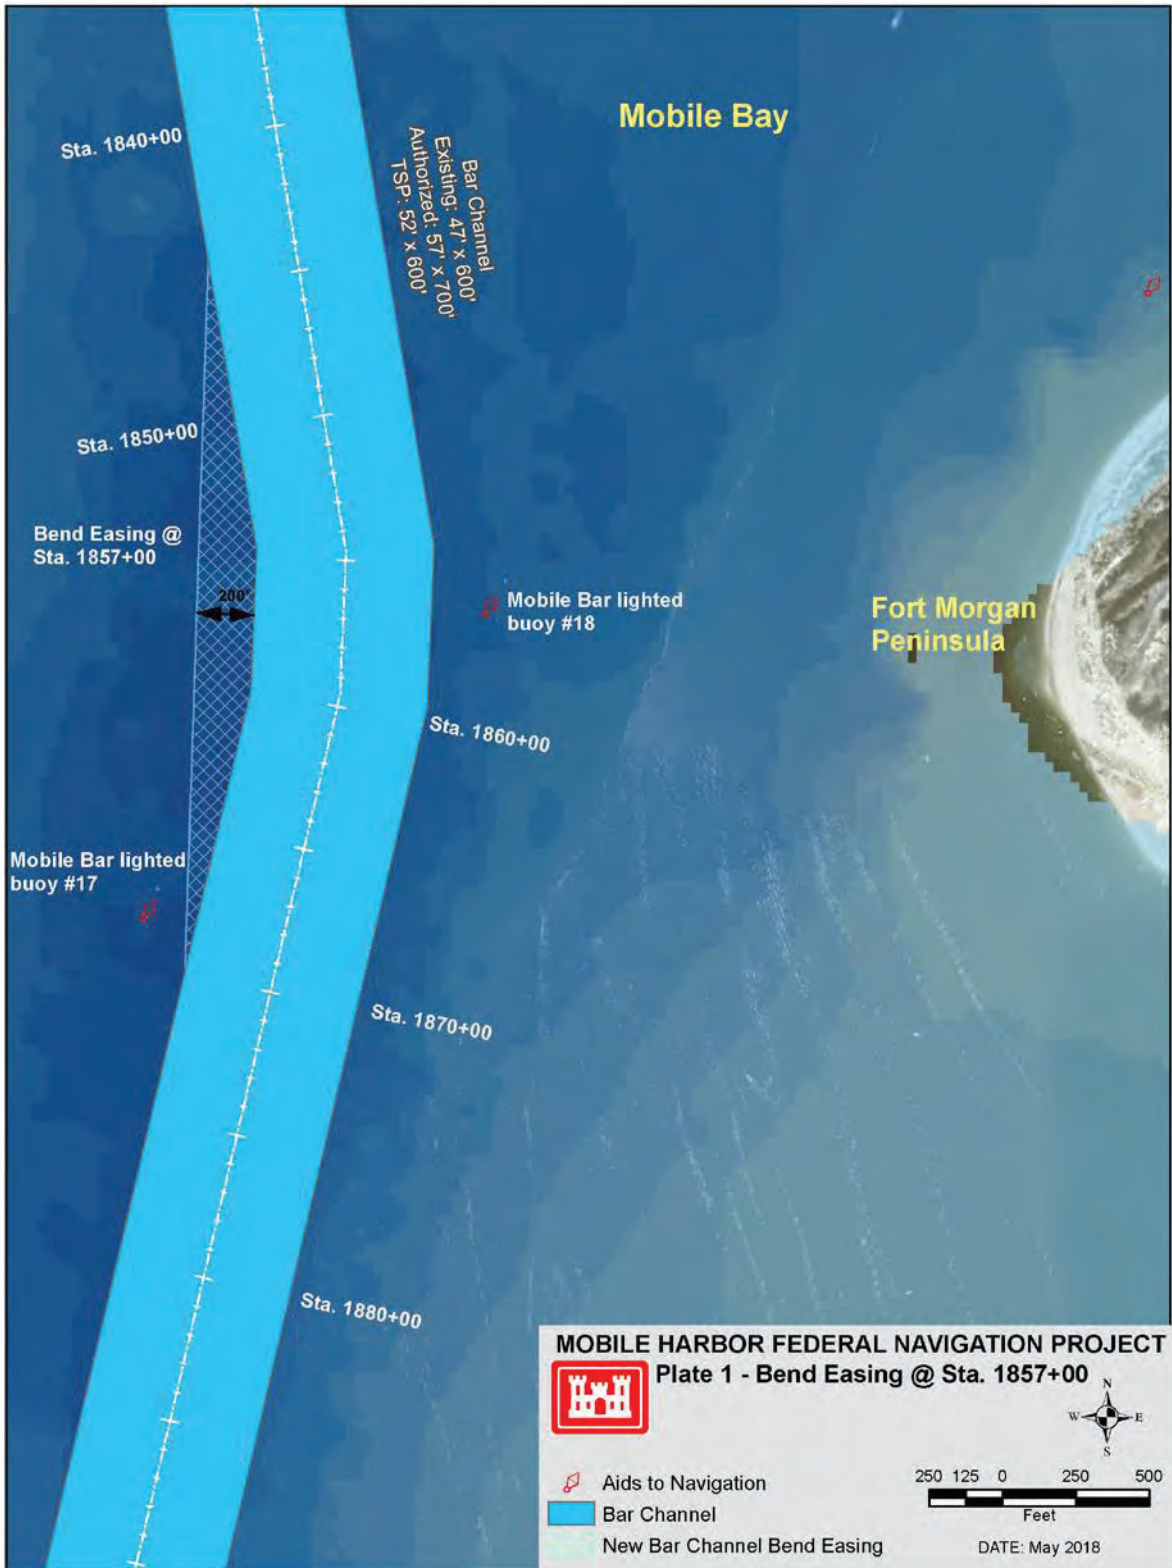 Mobile Bay
Sta. 1840+00
Bar Channel
Existing: 47' x 600'
Authorized: 57' x 700'
TSP: 52' x 600'
Sta. 1850+00
Bend Easing @
Sta. 1857+00
200'
Mobile Bar lighted
buoy #18
Fort Morgan
Peninsula
Sta. 1860+00
Mobile Bar lighted
buoy #17
Sta. 1870+00
Sta. 1880+00
MOBILE HARBOR FEDERAL NAVIGATION PROJECT
Plate 1 - Bend Easing @ Sta. 1857+00
N
W E
S
Aids to Navigation
Bar Channel
New Bar Channel Bend Easing
250 125 0 250 500
Feet
DATE: May 2018